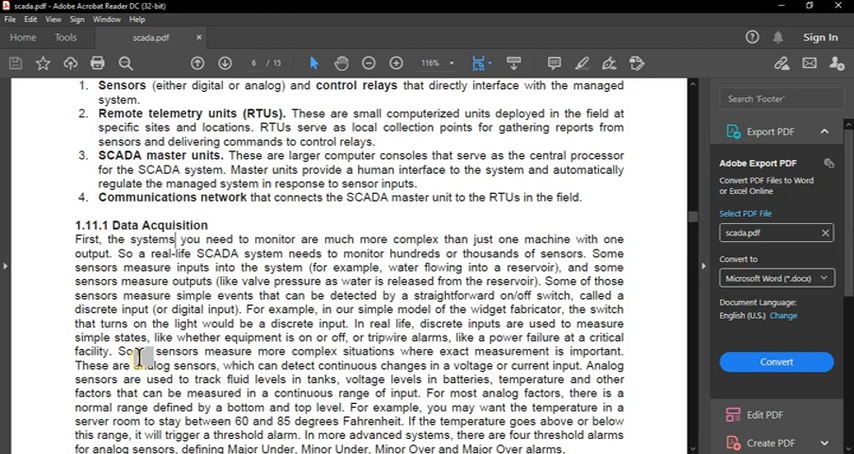 scada.pdf - Adobe Acrobat Reader DC (32-bit)
File Edit View Sign Window Help
Home Tools scada.pdf × Sign In
6 / 15 116%
1. Sensors (either digital or analog) and control relays that directly interface with the managed
system.
2. Remote telemetry units (RTUs). These are small computerized units deployed in the field at
specific sites and locations. RTUs serve as local collection points for gathering reports from
sensors and delivering commands to control relays.
3. SCADA master units. These are larger computer consoles that serve as the central processor
for the SCADA system. Master units provide a human interface to the system and automatically
regulate the managed system in response to sensor inputs.
4. Communications network that connects the SCADA master unit to the RTUs in the field.
1.11.1 Data Acquisition
First, the systems you need to monitor are much more complex than just one machine with one
output. So a real-life SCADA system needs to monitor hundreds or thousands of sensors. Some
sensors measure inputs into the system (for example, water flowing into a reservoir), and some
sensors measure outputs (like valve pressure as water is released from the reservoir). Some of those
sensors measure simple events that can be detected by a straightforward on/off switch, called a
discrete input (or digital input). For example, in our simple model of the widget fabricator, the switch
that turns on the light would be a discrete input. In real life, discrete inputs are used to measure
simple states, like whether equipment is on or off, or tripwire alarms, like a power failure at a critical
facility. sensors measure more complex situations where exact measurement is important.
These are analog sensors, which can detect continuous changes in a voltage or current input. Analog
sensors are used to track fluid levels in tanks, voltage levels in batteries, temperature and other
factors that can be measured in a continuous range of input. For most analog factors, there is a
normal range defined by a bottom and top level. For example, you may want the temperature in a
server room to stay between 60 and 85 degrees Fahrenheit. If the temperature goes above or below
this range, it will trigger a threshold alarm. In more advanced systems, there are four threshold alarms
for analog sensors, defining Major Under, Minor Under, Minor Over and Major Over alarms.
Search 'Footer'
Export PDF
Adobe Export PDF
Convert PDF Files to Word
or Excel Online
Select PDF File
scada.pdf ×
Convert to
Microsoft Word (*.docx)
Document Language:
English (U.S.) Change
Convert
Edit PDF
Create PDF